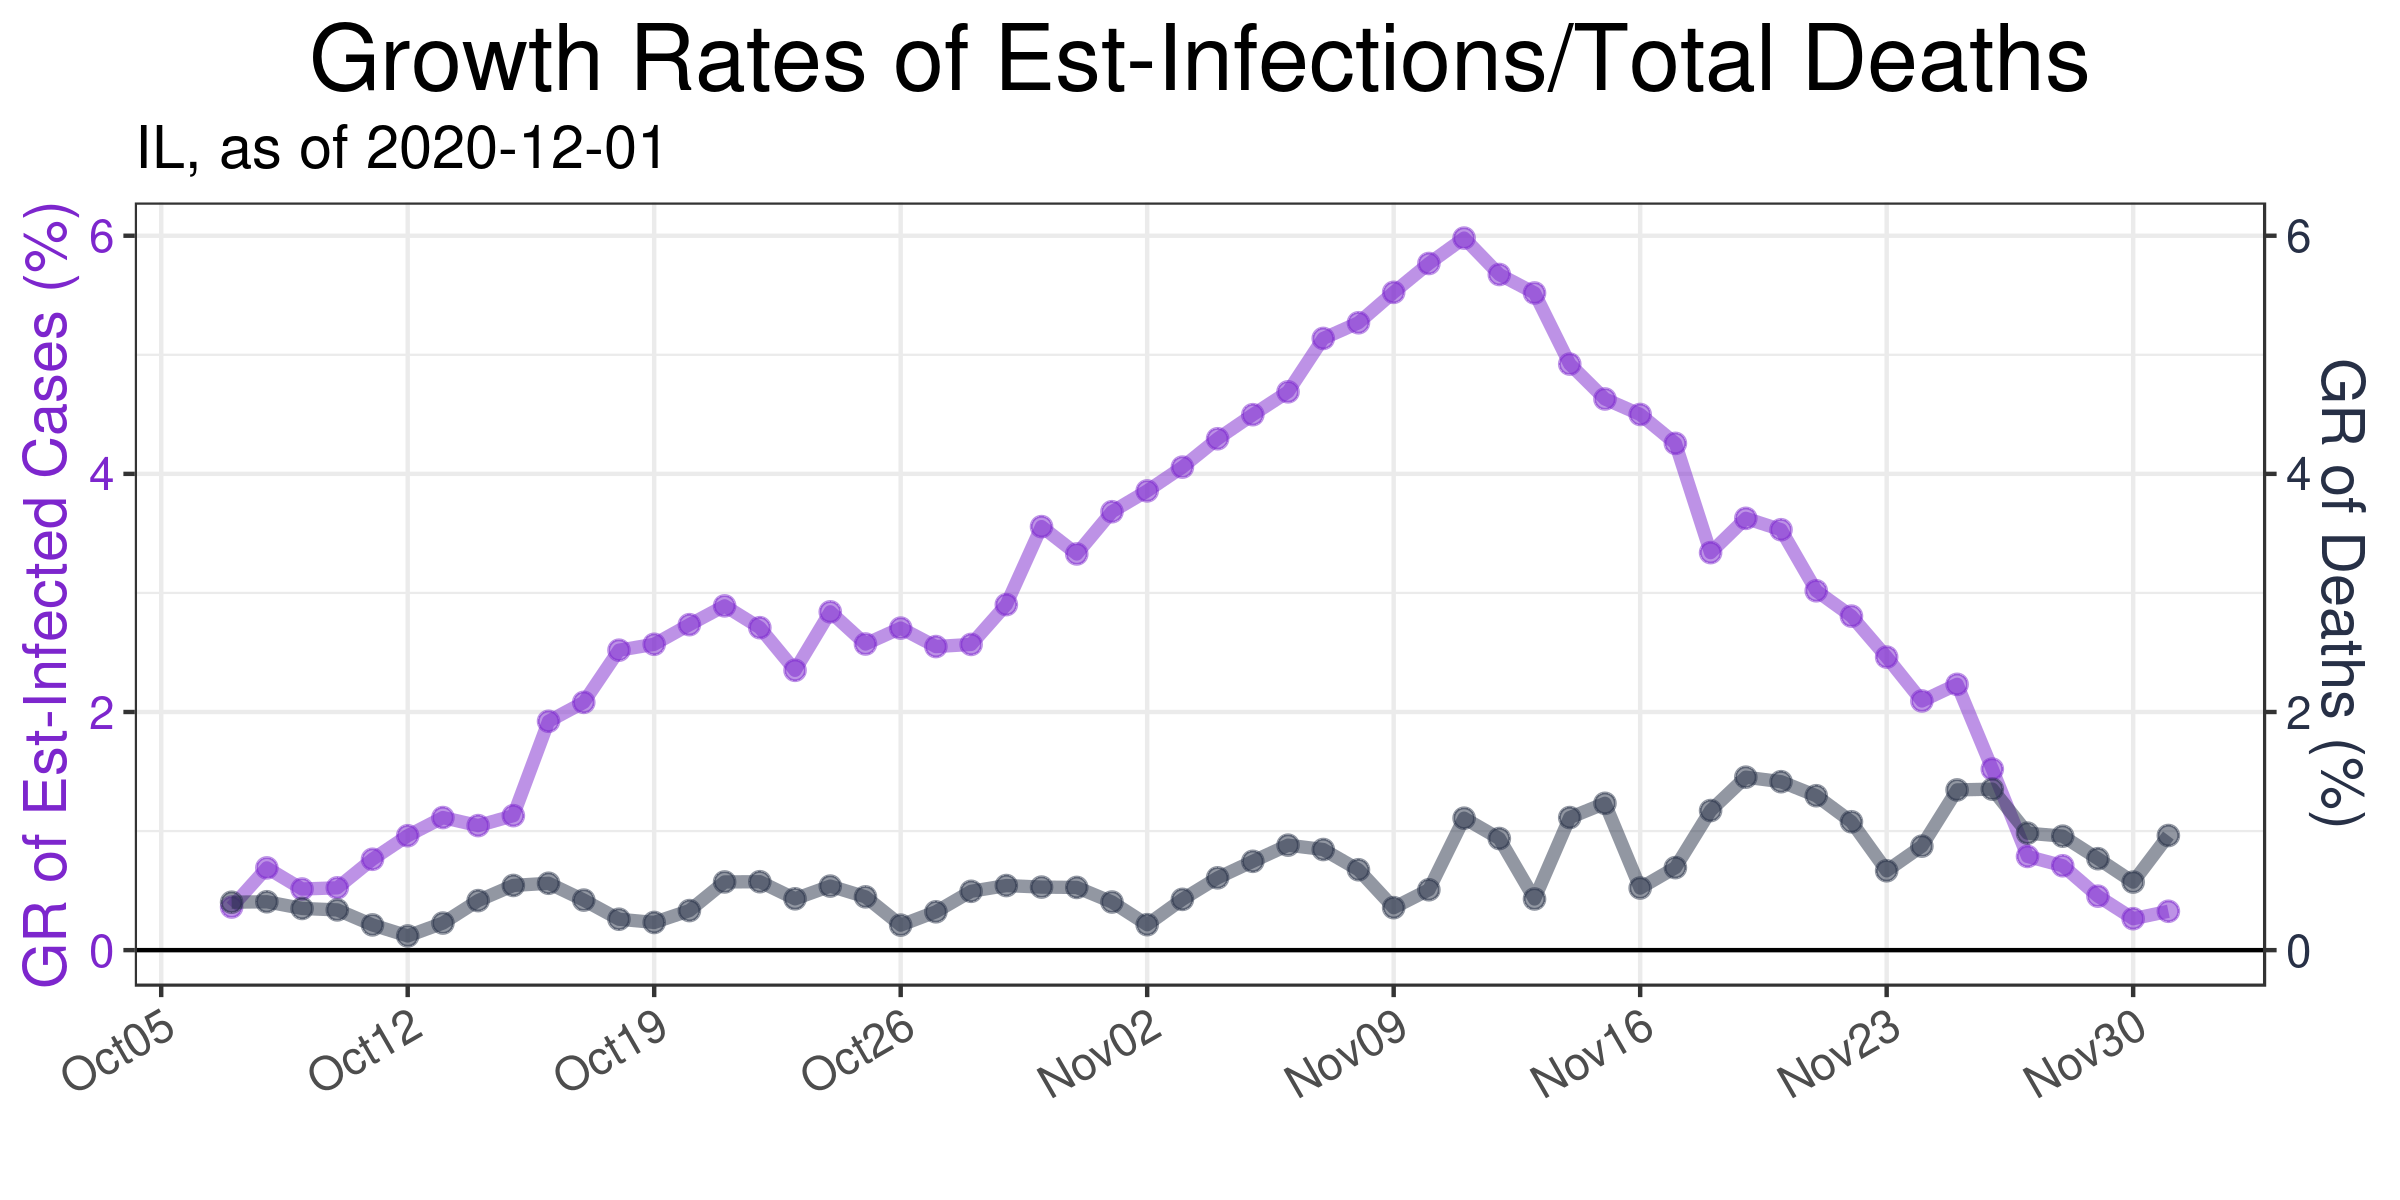 Growth Rates of Est-Infections/Total Deaths
IL, as of 2020-12-01
GR of Est-Infected Cases (%)
6
4
2
0
6
4
2
0
GR of Deaths (%)
Oct05
Oct12
Oct19
Oct26
Nov02
Nov09
Nov16
Nov23
Nov30